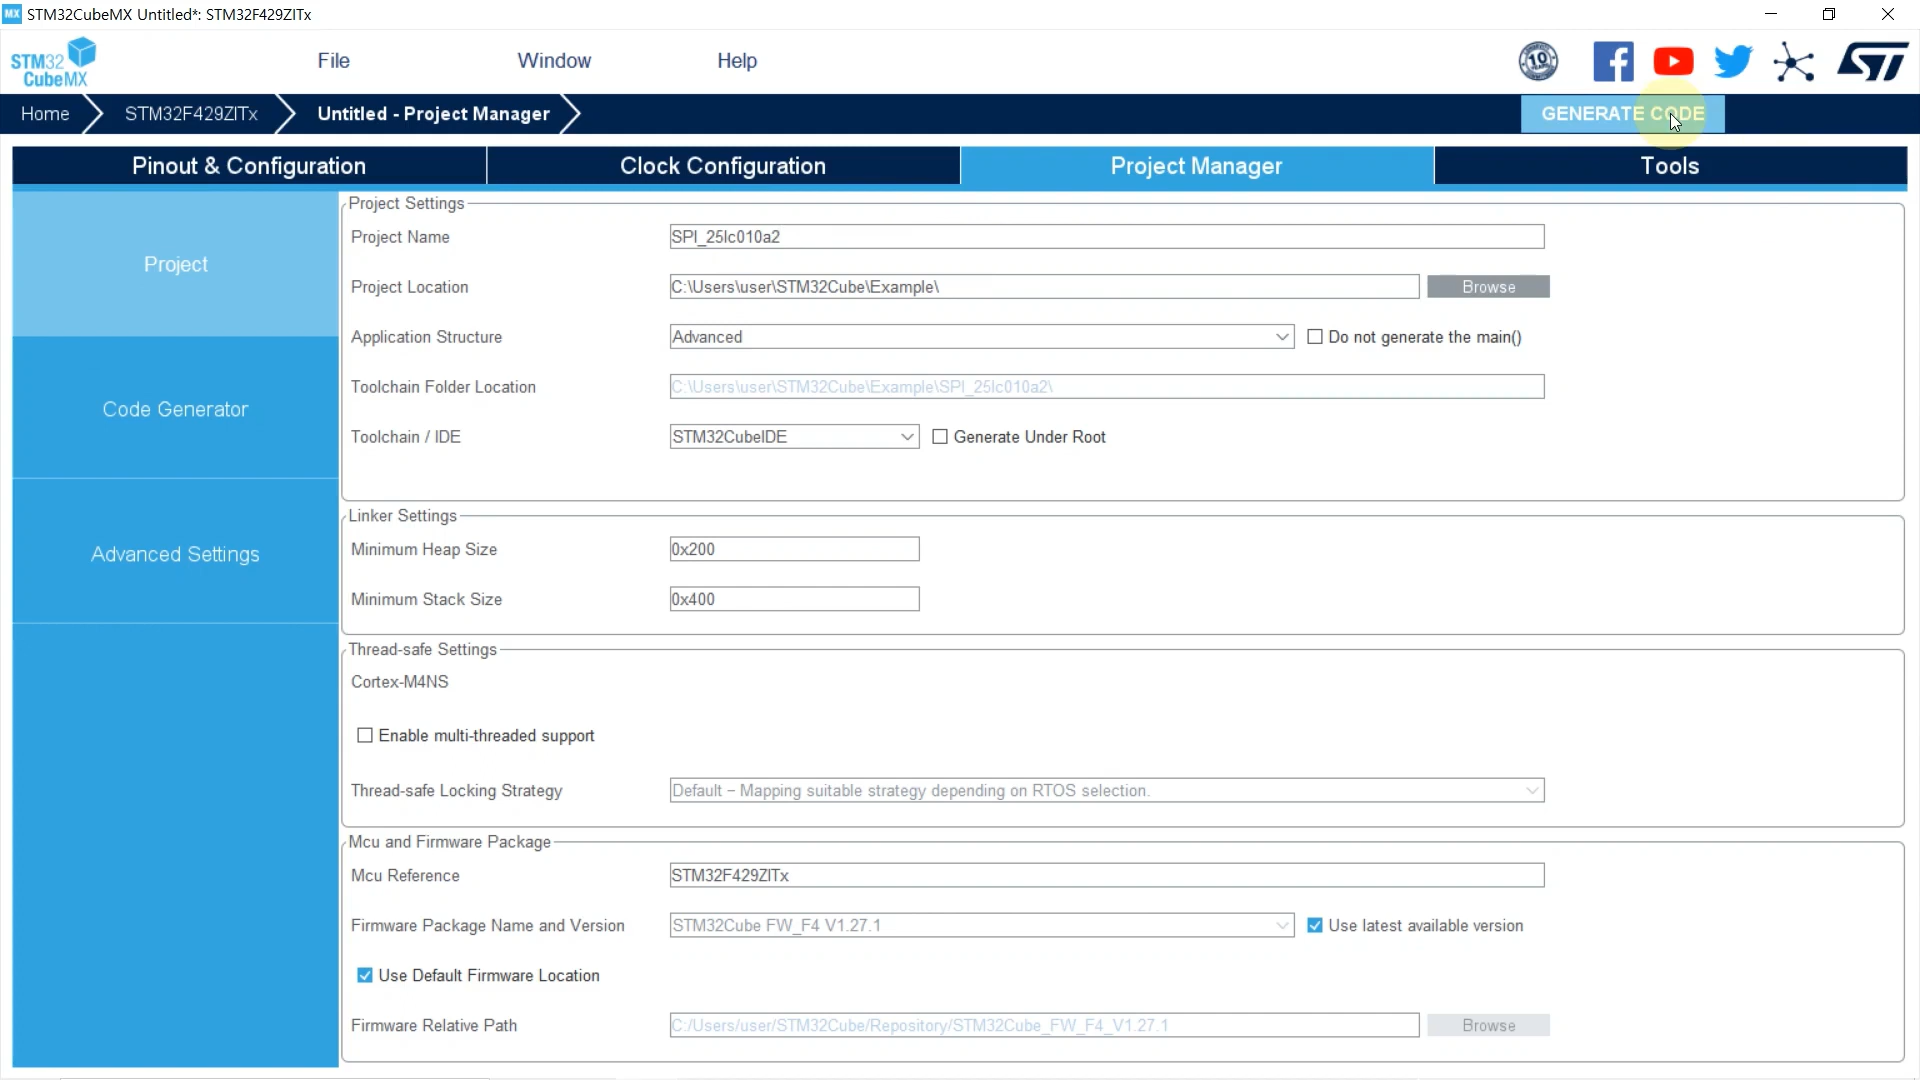 MX STM32CubeMX Untitled*: STM32F429ZITx
STM32
CubeMX
File Window Help
10
Home STM32F429ZITx Untitled - Project Manager GENERATE CODE
Pinout & Configuration Clock Configuration Project Manager Tools
Project
Code Generator
Advanced Settings
Project Settings
Project Name SPI_25lc010a2
Project Location C:\Users\user\STM32Cube\Example\ Browse
Application Structure Advanced Do not generate the main()
Toolchain Folder Location C:\Users\user\STM32Cube\Example\SPI_25lc010a2\
Toolchain / IDE STM32CubeIDE Generate Under Root
Linker Settings
Minimum Heap Size 0x200
Minimum Stack Size 0x400
Thread-safe Settings
Cortex-M4NS
Enable multi-threaded support
Thread-safe Locking Strategy Default – Mapping suitable strategy depending on RTOS selection.
Mcu and Firmware Package
Mcu Reference STM32F429ZITx
Firmware Package Name and Version STM32Cube FW_F4 V1.27.1 Use latest available version
Use Default Firmware Location
Firmware Relative Path C:/Users/user/STM32Cube/Repository/STM32Cube_FW_F4_V1.27.1 Browse